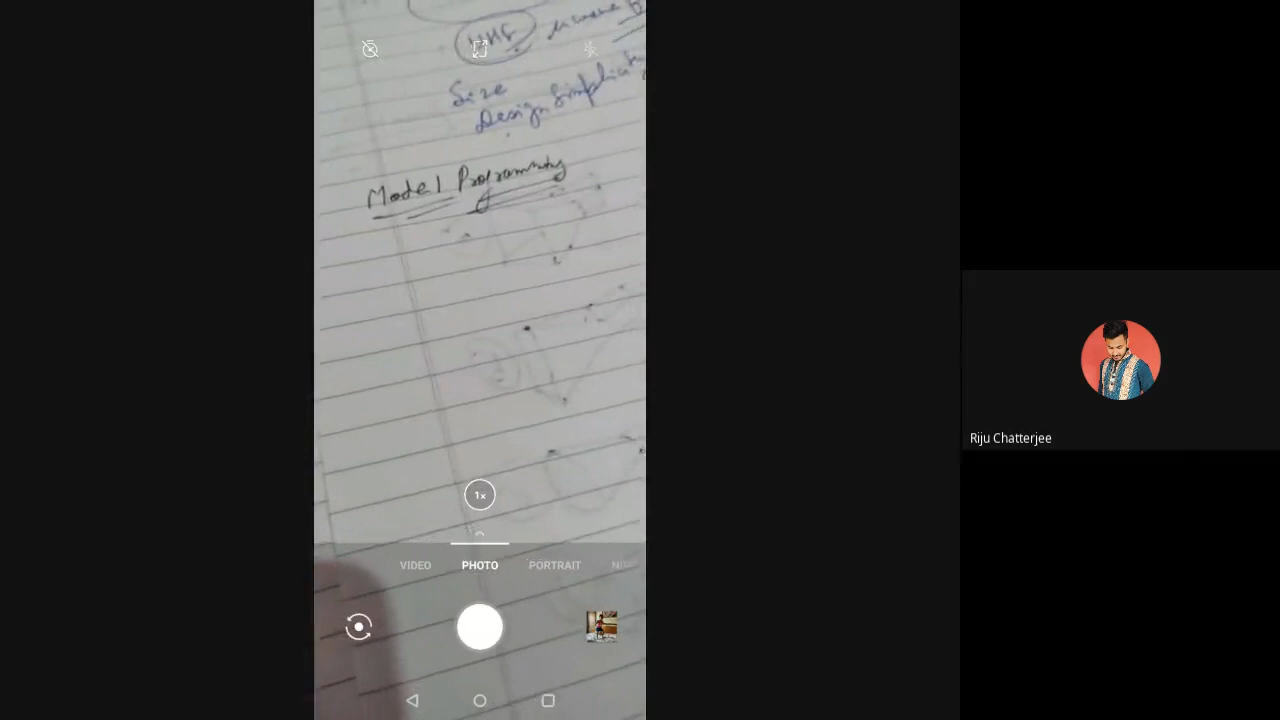 Size
Design Simplicity
Model Programming
1x
VIDEO PHOTO PORTRAIT
Riju Chatterjee